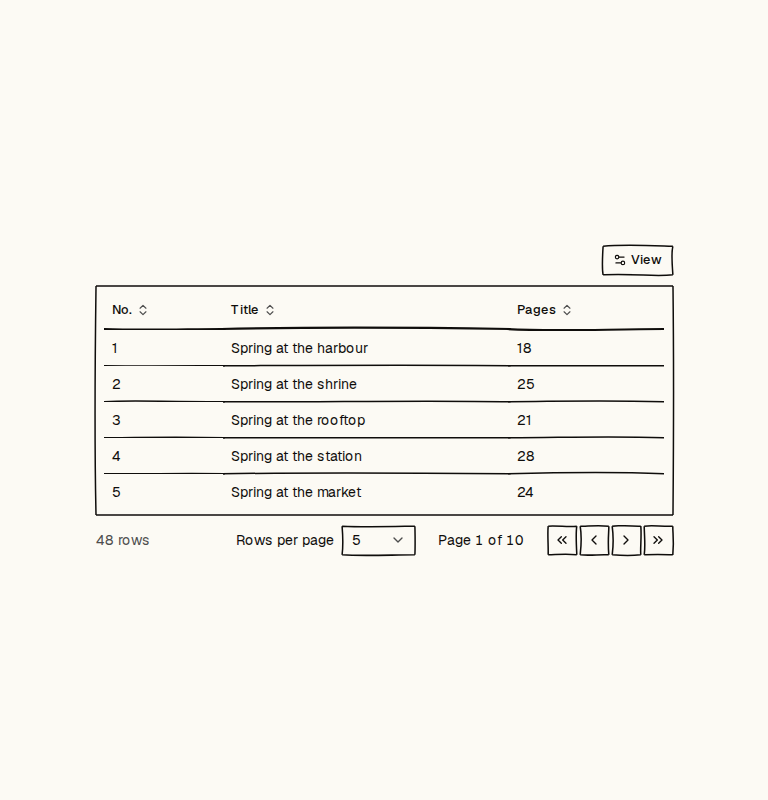 View
No. Title Pages
1 Spring at the harbour 18
2 Spring at the shrine 25
3 Spring at the rooftop 21
4 Spring at the station 28
5 Spring at the market 24
48 rows Rows per page 5 Page 1 of 10